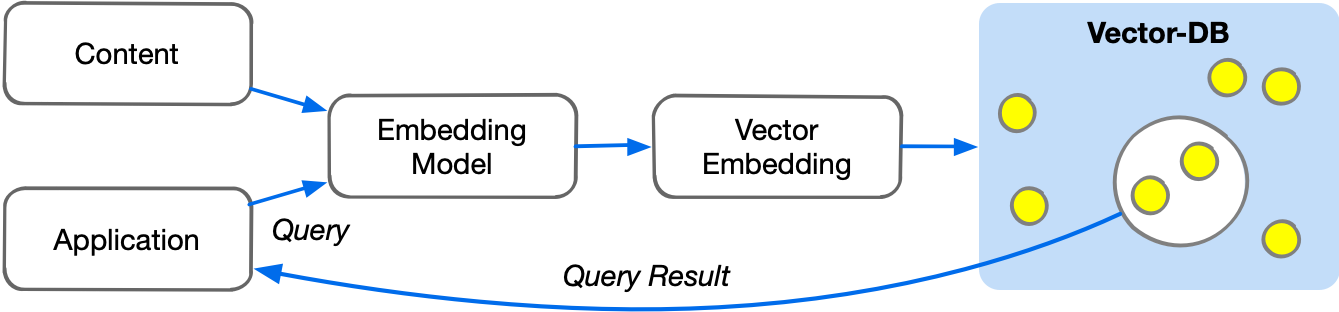 Content
Application
Query
Embedding
Model
Vector
Embedding
Vector-DB
Query Result